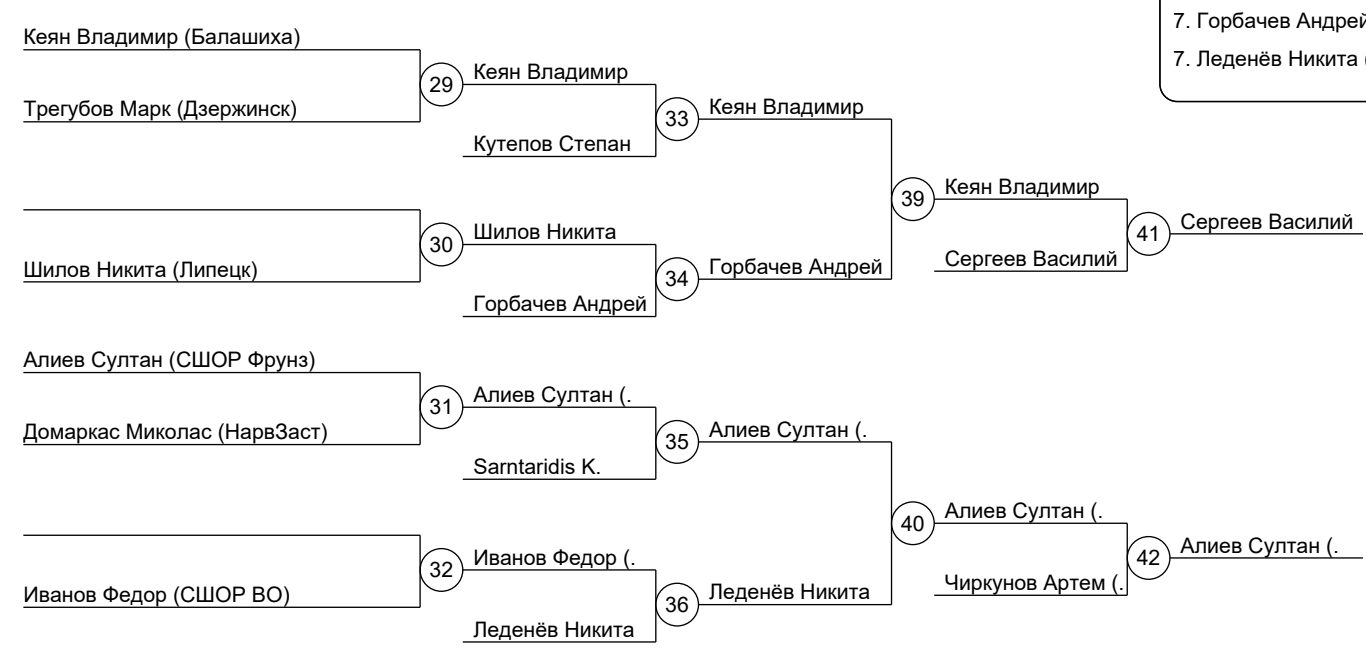 7. Горбачев Андрей
Кеян Владимир (Балашиха)
7. Леденёв Никита (
29
Кеян Владимир
Трегубов Марк (Дзержинск)
33
Кеян Владимир
Кутепов Степан
39
Кеян Владимир
30
Шилов Никита
41
Сергеев Василий
Шилов Никита (Липецк)
34
Горбачев Андрей
Сергеев Василий
Горбачев Андрей
Алиев Султан (СШОР Фрунз)
31
Алиев Султан (.
Домаркас Миколас (НарвЗаст)
35
Алиев Султан (.
Sarntaridis K.
40
Алиев Султан (.
32
Иванов Федор (.
42
Алиев Султан (.
Иванов Федор (СШОР ВО)
36
Леденёв Никита
Чиркунов Артем (.
Леденёв Никита